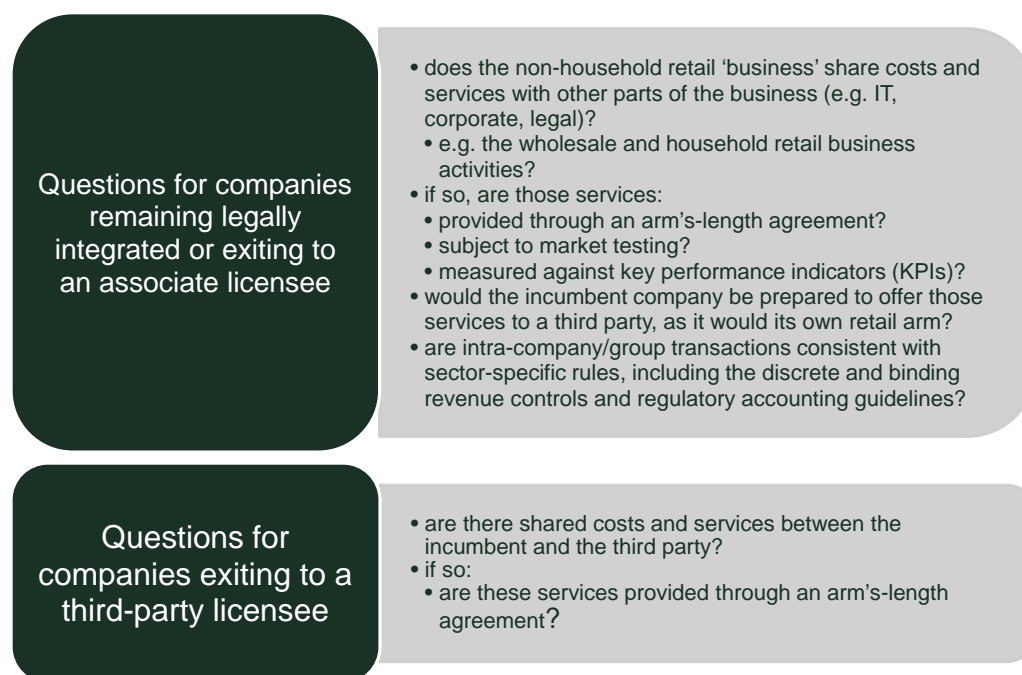 Questions for companies
remaining legally
integrated or exiting to
an associate licensee
• does the non-household retail ‘business’ share costs and
services with other parts of the business (e.g. IT,
corporate, legal)?
• e.g. the wholesale and household retail business
activities?
• if so, are those services:
• provided through an arm’s-length agreement?
• subject to market testing?
• measured against key performance indicators (KPIs)?
• would the incumbent company be prepared to offer those
services to a third party, as it would its own retail arm?
• are intra-company/group transactions consistent with
sector-specific rules, including the discrete and binding
revenue controls and regulatory accounting guidelines?
Questions for
companies exiting to a
third-party licensee
• are there shared costs and services between the
incumbent and the third party?
• if so:
• are these services provided through an arm’s-length
agreement?